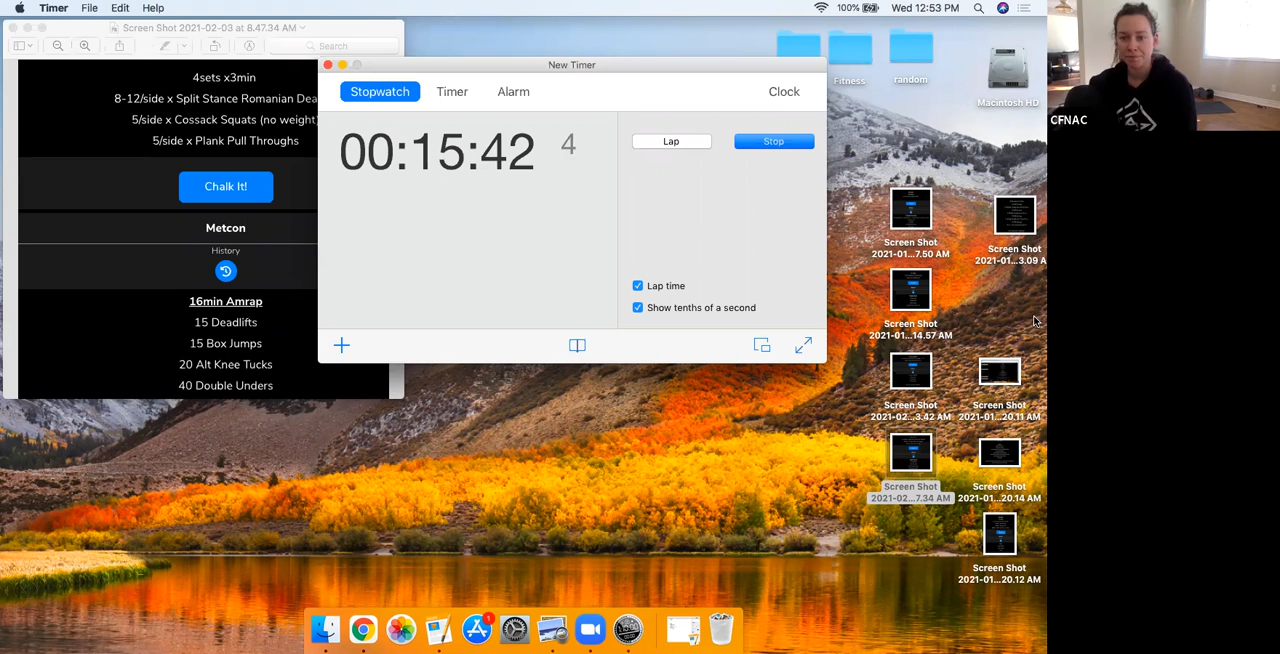 Timer File Edit Help
100% Wed 12:53 PM
Screen Shot 2021-02-03 at 8.47.34 AM
Search
4sets x3min
8-12/side x Split Stance Romanian Dea
5/side x Cossack Squats (no weight)
5/side x Plank Pull Throughs
Chalk It!
Metcon
History
16min Amrap
15 Deadlifts
15 Box Jumps
20 Alt Knee Tucks
40 Double Unders
New Timer
Stopwatch Timer Alarm Clock
00:15:42 4
Lap Stop
Lap time
Show tenths of a second
Fitness
random
Macintosh HD
Screen Shot
2021-01...7.50 AM
Screen Shot
2021-01...3.09 A
Screen Shot
2021-01...14.57 AM
Screen Shot
2021-02...3.42 AM
Screen Shot
2021-01...20.11 AM
Screen Shot
2021-02...7.34 AM
Screen Shot
2021-01...20.14 AM
Screen Shot
2021-01...20.12 AM
1
CFNAC